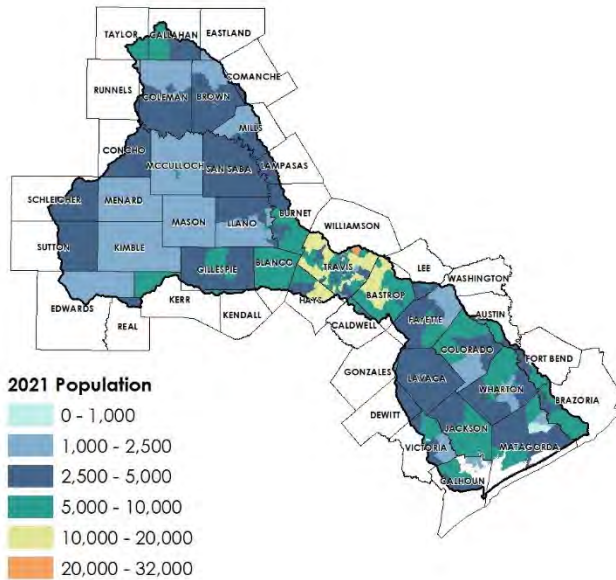 TAYLOR
CALLAHAN
EASTLAND
RUNNELS
COLEMAN
BROWN
COMANCHE
MILLS
CONCHO
MCCULLOCH
SAN SABA
LAMPASAS
SCHLEICHER
MENARD
MASON
LLANO
BURNET
WILLIAMSON
SUTTON
KIMBLE
GILLESPIE
BLANCO
TRAVIS
LEE
WASHINGTON
BASTROP
EDWARDS
REAL
KERR
KENDALL
HAYS
CALDWELL
FAYETTE
AUSTIN
COLORADO
FORT BEND
GONZALES
LAVACA
WHARTON
BRAZORIA
DEWITT
JACKSON
MATAGORDA
VICTORIA
CALHOUN
2021 Population
0 - 1,000
1,000 - 2,500
2,500 - 5,000
5,000 - 10,000
10,000 - 20,000
20,000 - 32,000